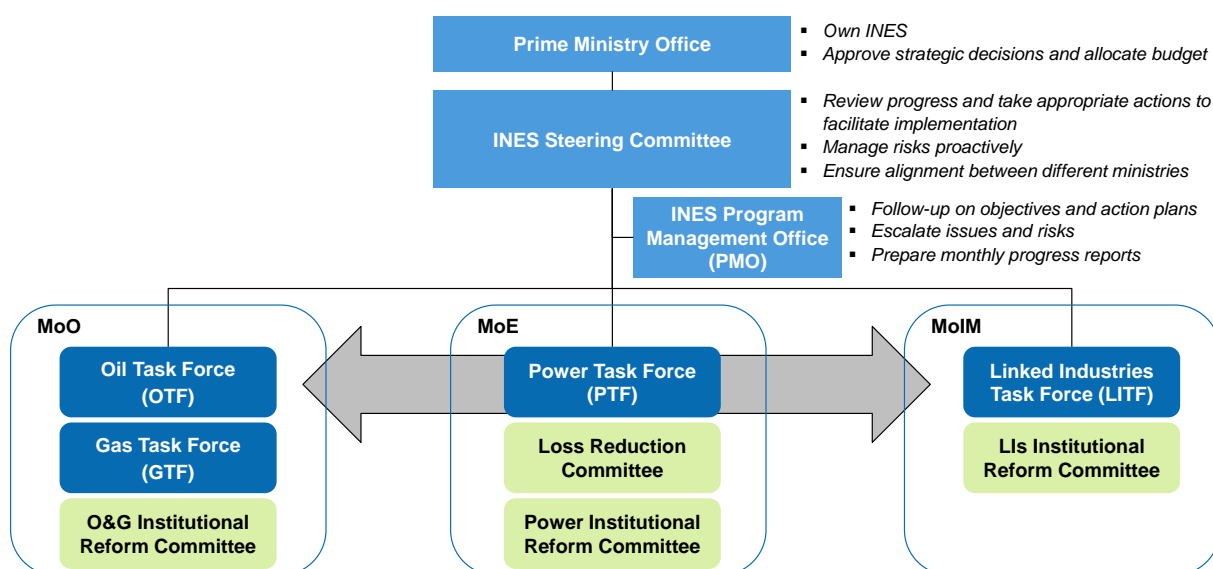 Prime Ministry Office
▪ Own INES
▪ Approve strategic decisions and allocate budget
INES Steering Committee
▪ Review progress and take appropriate actions to
facilitate implementation
▪ Manage risks proactively
▪ Ensure alignment between different ministries
INES Program
Management Office
(PMO)
▪ Follow-up on objectives and action plans
▪ Escalate issues and risks
▪ Prepare monthly progress reports
MoO
Oil Task Force
(OTF)
Gas Task Force
(GTF)
O&G Institutional
Reform Committee
MoE
Power Task Force
(PTF)
Loss Reduction
Committee
Power Institutional
Reform Committee
MoIM
Linked Industries
Task Force (LITF)
LIs Institutional
Reform Committee